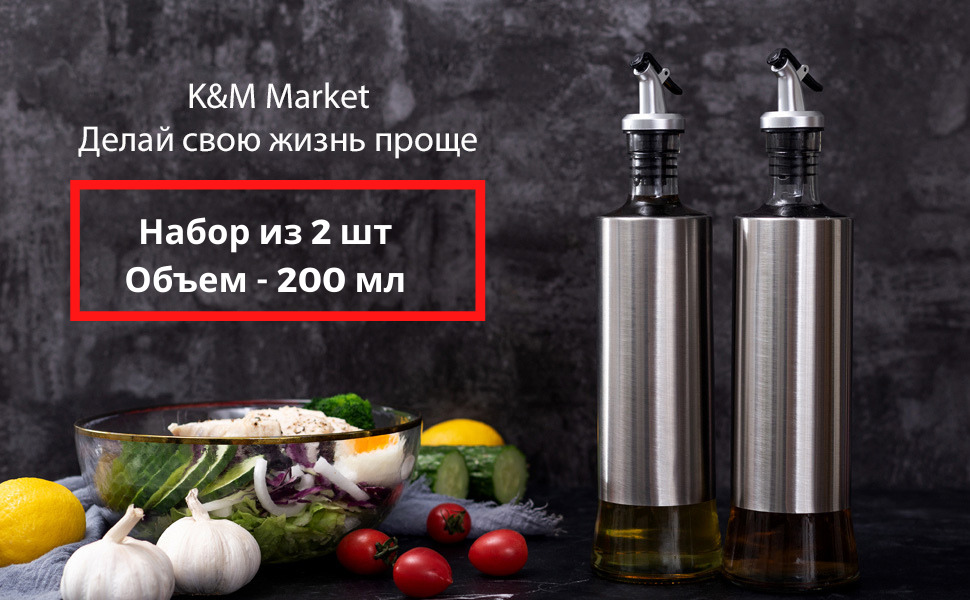 K&M Market
Делай свою жизнь проще
Набор из 2 шт
Объем - 200 мл